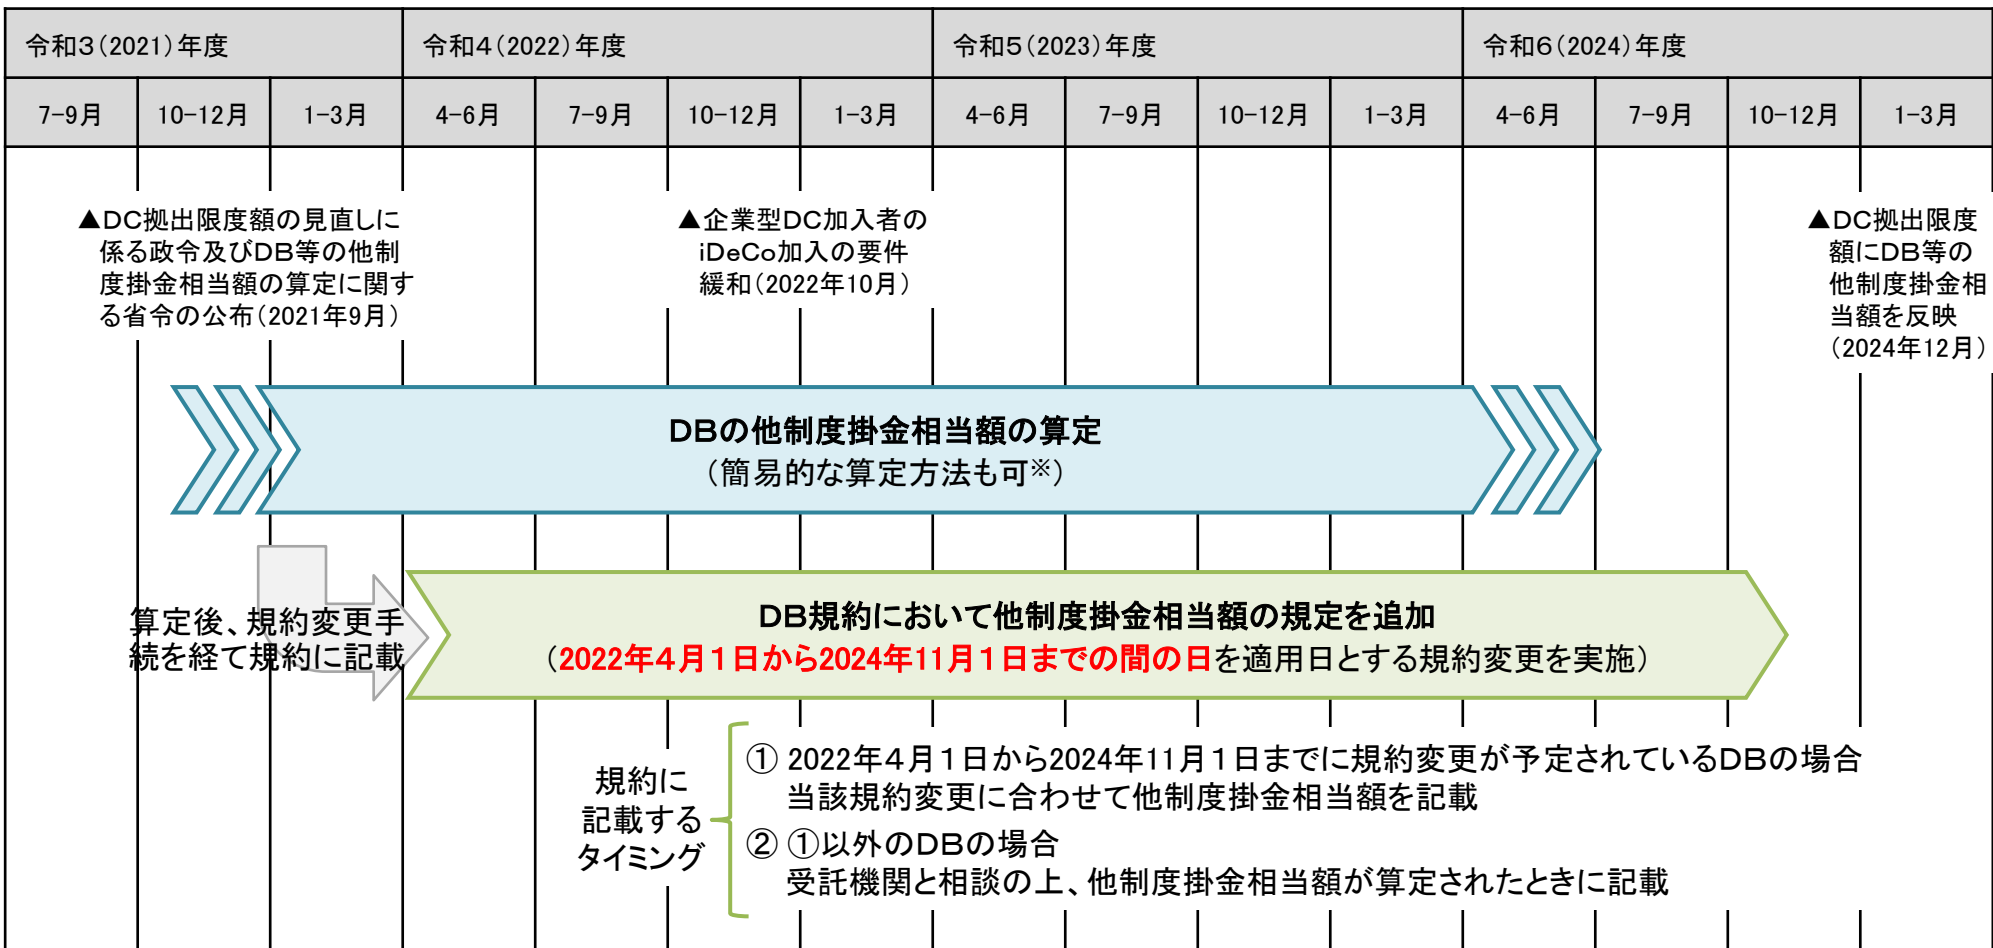 令和３（2021）年度
令和４（2022）年度
令和５（2023）年度
令和６（2024）年度
7-9月
10-12月
1-3月
4-6月
7-9月
10-12月
1-3月
4-6月
7-9月
10-12月
1-3月
4-6月
7-9月
10-12月
1-3月
▲DC拠出限度額の見直しに
係る政令及びDB等の他制
度掛金相当額の算定に関す
る省令の公布（2021年9月）
▲企業型DC加入者の
iDeCo加入の要件
緩和（2022年10月）
▲DC拠出限度
額にDB等の
他制度掛金相
当額を反映
（2024年12月）
DBの他制度掛金相当額の算定
（簡易的な算定方法も可※）
算定後、規約変更手
続を経て規約に記載
DB規約において他制度掛金相当額の規定を追加
（2022年４月１日から2024年11月１日までの間の日を適用日とする規約変更を実施）
規約に
記載する
タイミング
① 2022年４月１日から2024年11月１日までに規約変更が予定されているDBの場合
当該規約変更に合わせて他制度掛金相当額を記載
② ①以外のDBの場合
受託機関と相談の上、他制度掛金相当額が算定されたときに記載